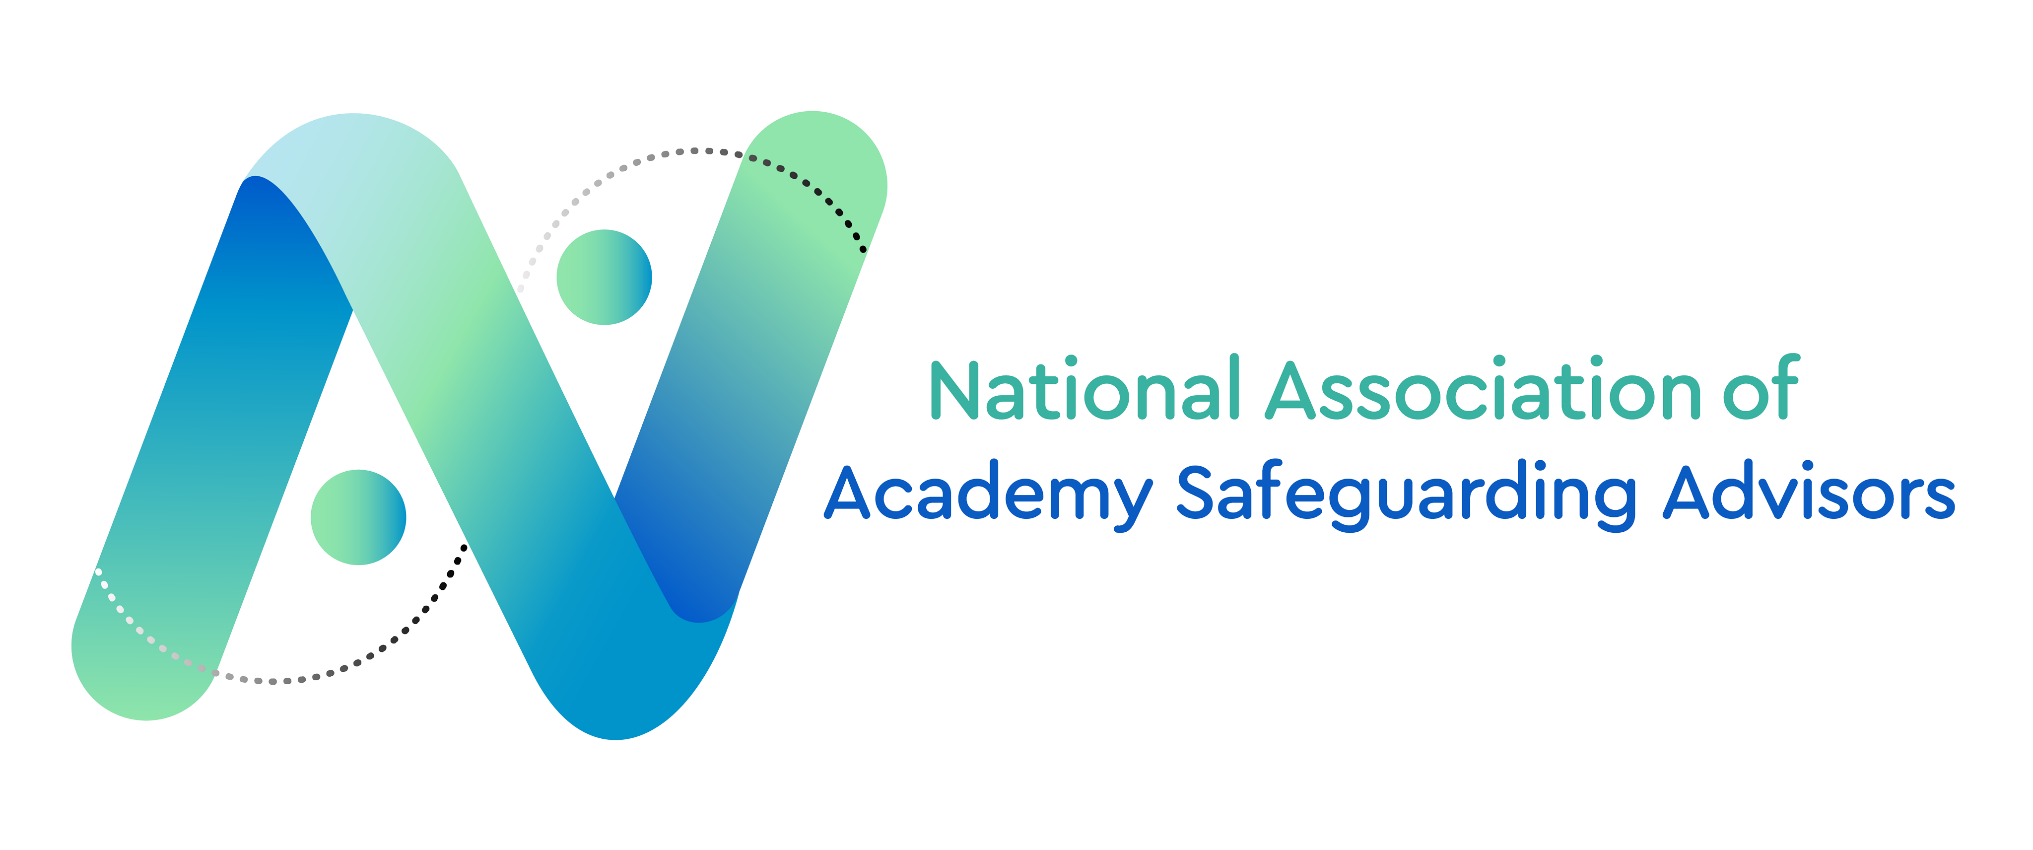 National Association of
Academy Safeguarding Advisors